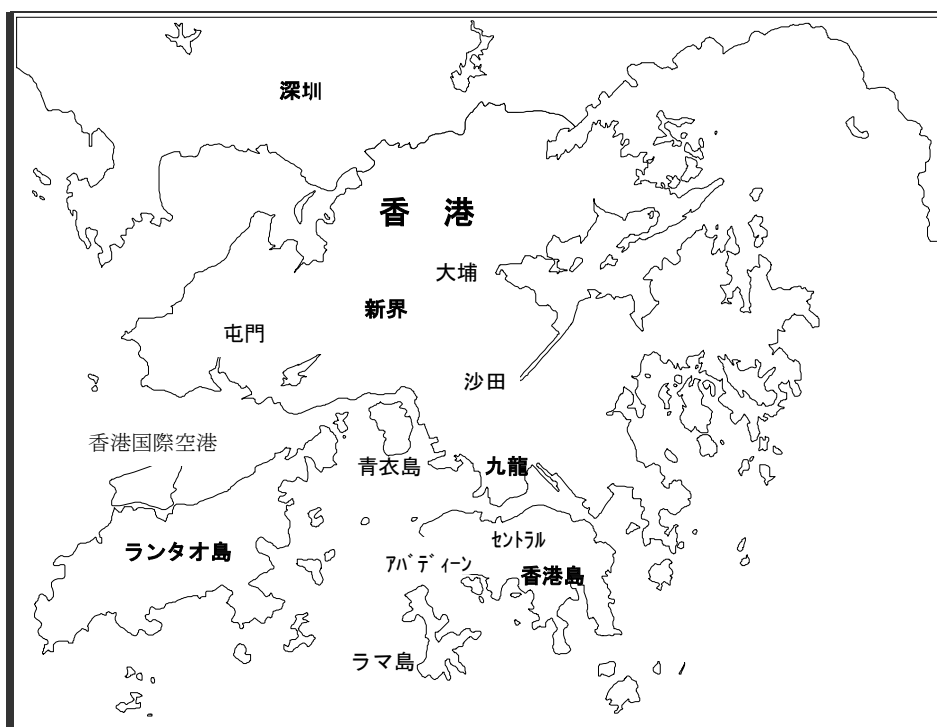 深圳
香　港
大埔
新界
屯門
沙田
香港国際空港
青衣島
九龍
セントラル
ランタオ島
アバディーン
香港島
ラマ島